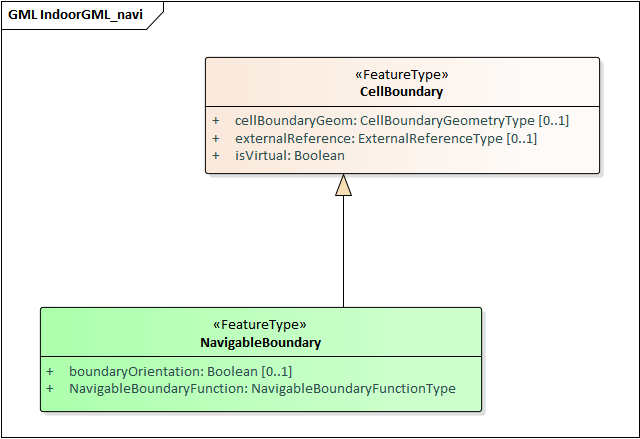 GML IndoorGML_navi
«FeatureType»
CellBoundary
+ cellBoundaryGeom: CellBoundaryGeometryType [0..1]
+ externalReference: ExternalReferenceType [0..1]
+ isVirtual: Boolean
«FeatureType»
NavigableBoundary
+ boundaryOrientation: Boolean [0..1]
+ NavigableBoundaryFunction: NavigableBoundaryFunctionType